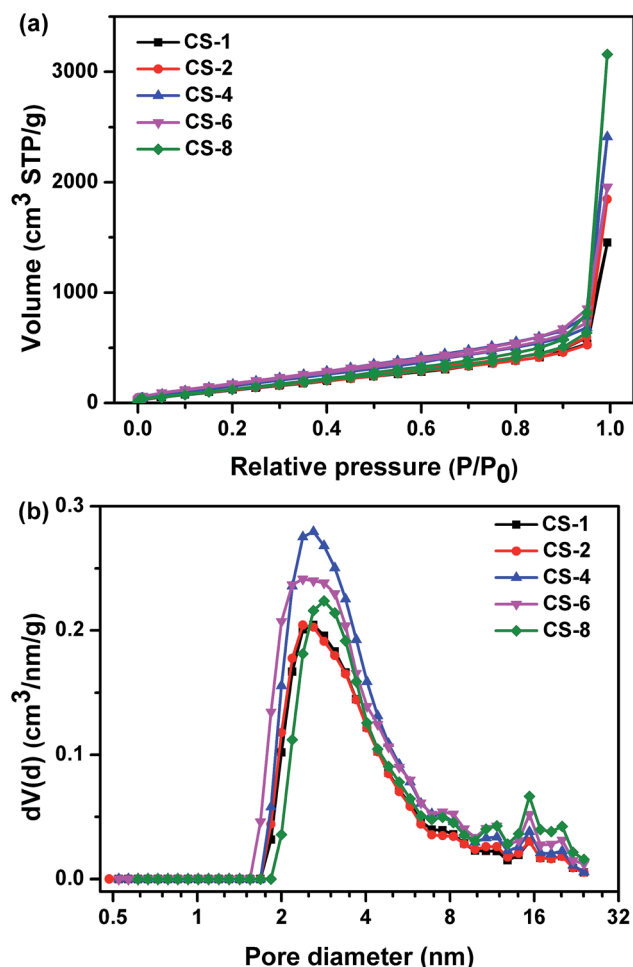 (a)
CS-1
CS-2
CS-4
CS-6
CS-8
Volume (cm³ STP/g)
3000
2000
1000
0
0.0 0.2 0.4 0.6 0.8 1.0
Relative pressure (P/P₀)
(b)
CS-1
CS-2
CS-4
CS-6
CS-8
dV(d) (cm³/nm/g)
0.3
0.2
0.1
0.0
0.5 1 2 4 8 16 32
Pore diameter (nm)